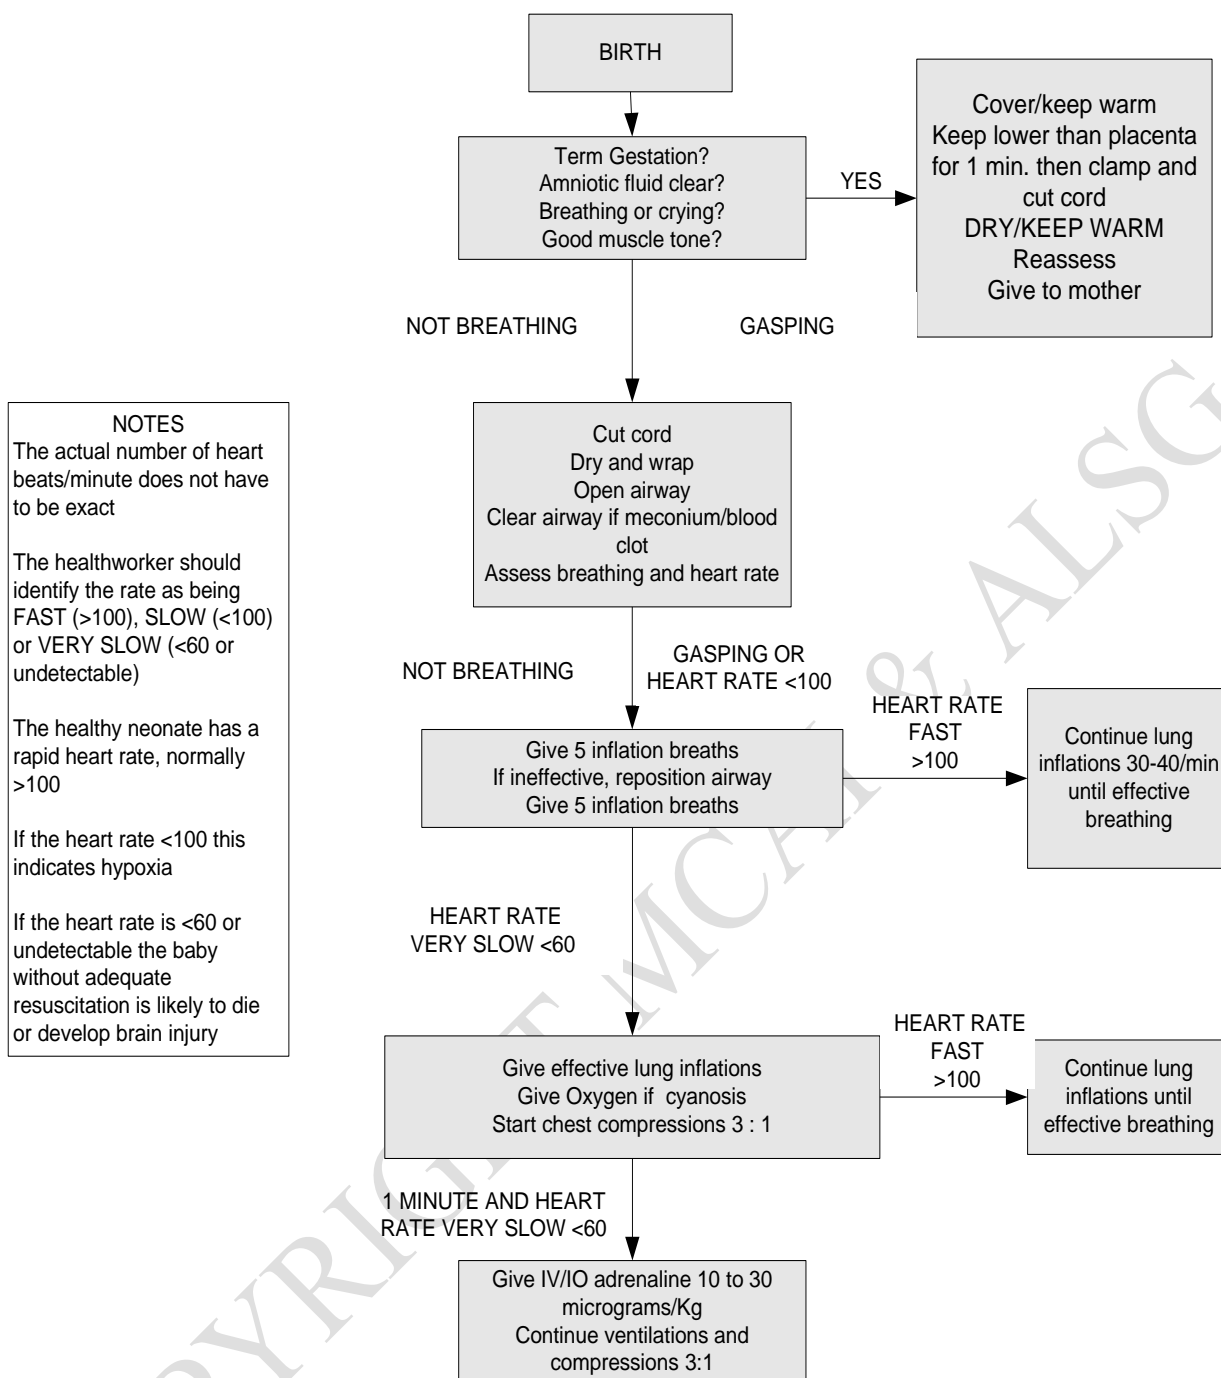 BIRTH
Term Gestation?
Amniotic fluid clear?
Breathing or crying?
Good muscle tone?
YES
Cover/keep warm
Keep lower than placenta
for 1 min. then clamp and
cut cord
DRY/KEEP WARM
Reassess
Give to mother
NOT BREATHING
GASPING
NOTES
The actual number of heart
beats/minute does not have
to be exact
The healthworker should
identify the rate as being
FAST (>100), SLOW (<100)
or VERY SLOW (<60 or
undetectable)
The healthy neonate has a
rapid heart rate, normally
>100
If the heart rate <100 this
indicates hypoxia
If the heart rate is <60 or
undetectable the baby
without adequate
resuscitation is likely to die
or develop brain injury
Cut cord
Dry and wrap
Open airway
Clear airway if meconium/blood
clot
Assess breathing and heart rate
NOT BREATHING
GASPING OR
HEART RATE <100
Give 5 inflation breaths
If ineffective, reposition airway
Give 5 inflation breaths
HEART RATE
FAST
>100
Continue lung
inflations 30-40/min
until effective
breathing
HEART RATE
VERY SLOW <60
Give effective lung inflations
Give Oxygen if cyanosis
Start chest compressions 3 : 1
HEART RATE
FAST
>100
Continue lung
inflations until
effective breathing
1 MINUTE AND HEART
RATE VERY SLOW <60
Give IV/IO adrenaline 10 to 30
micrograms/Kg
Continue ventilations and
compressions 3:1
PYRIGHT MCAI & ALSG